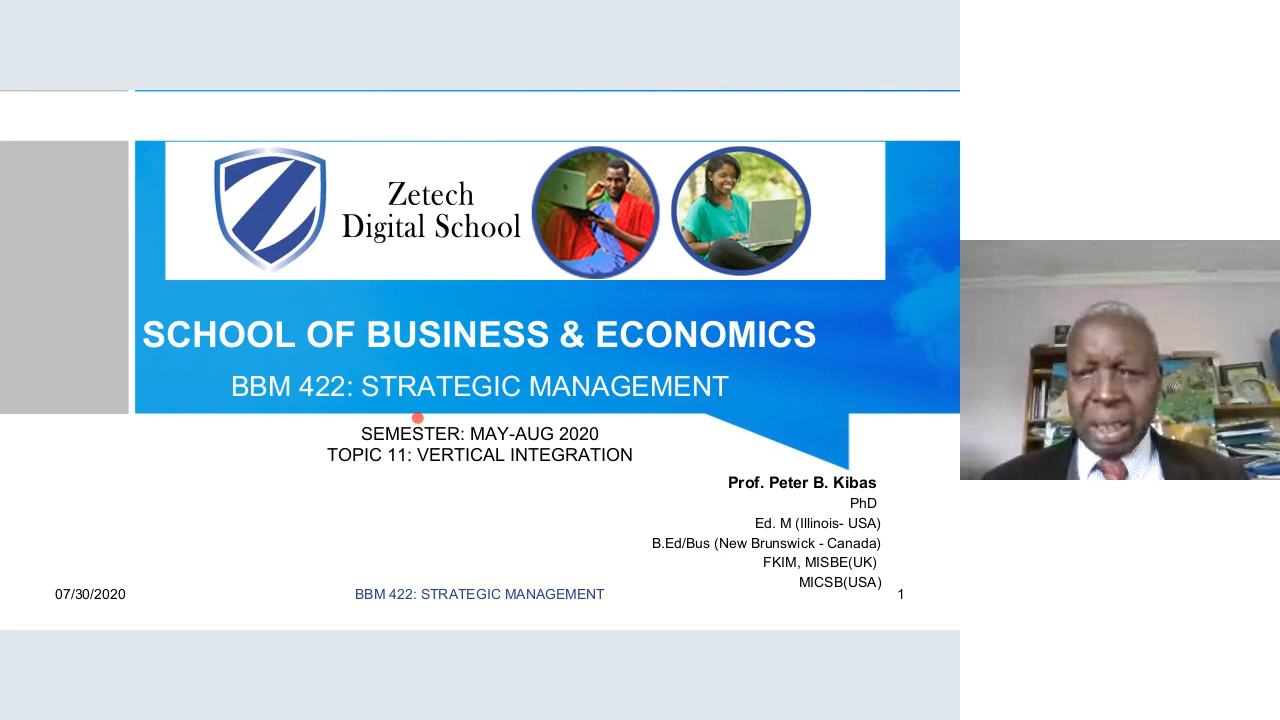 Zetech
Digital School
SCHOOL OF BUSINESS & ECONOMICS
BBM 422: STRATEGIC MANAGEMENT
SEMESTER: MAY-AUG 2020
TOPIC 11: VERTICAL INTEGRATION
Prof. Peter B. Kibas
PhD
Ed. M (Illinois- USA)
B.Ed/Bus (New Brunswick - Canada)
FKIM, MISBE(UK)
MICSB(USA)
07/30/2020
BBM 422: STRATEGIC MANAGEMENT
1